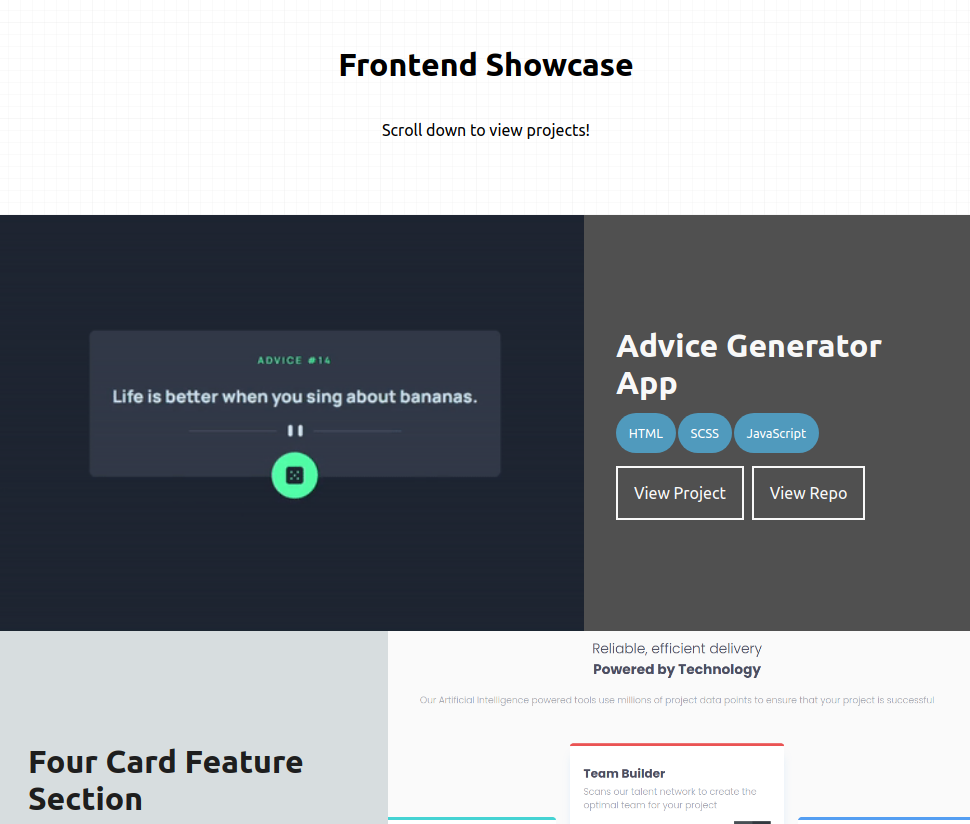 Frontend Showcase
Scroll down to view projects!
ADVICE #14
Life is better when you sing about bananas.
Advice Generator
App
HTML
SCSS
JavaScript
View Project
View Repo
Four Card Feature
Section
Reliable, efficient delivery
Powered by Technology
Our Artificial Intelligence powered tools use millions of project data points to ensure that your project is successful
Team Builder
Scans our talent network to create the
optimal team for your project